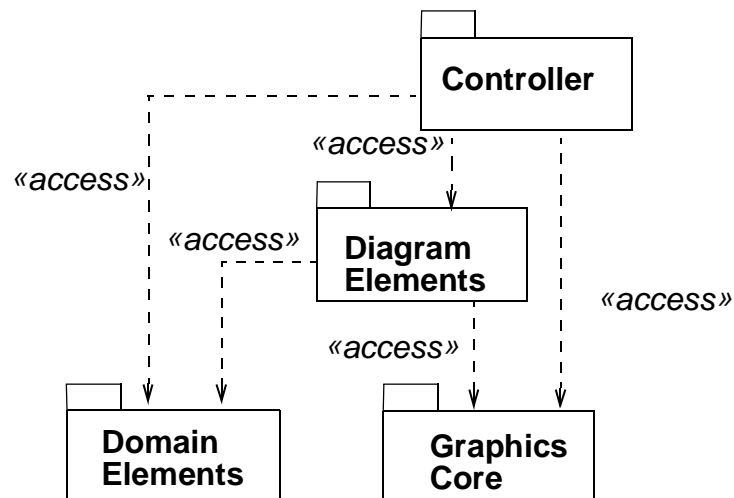 Controller
«access»
«access»
«access»
Diagram
Elements
«access»
«access»
Domain
Elements
Graphics
Core